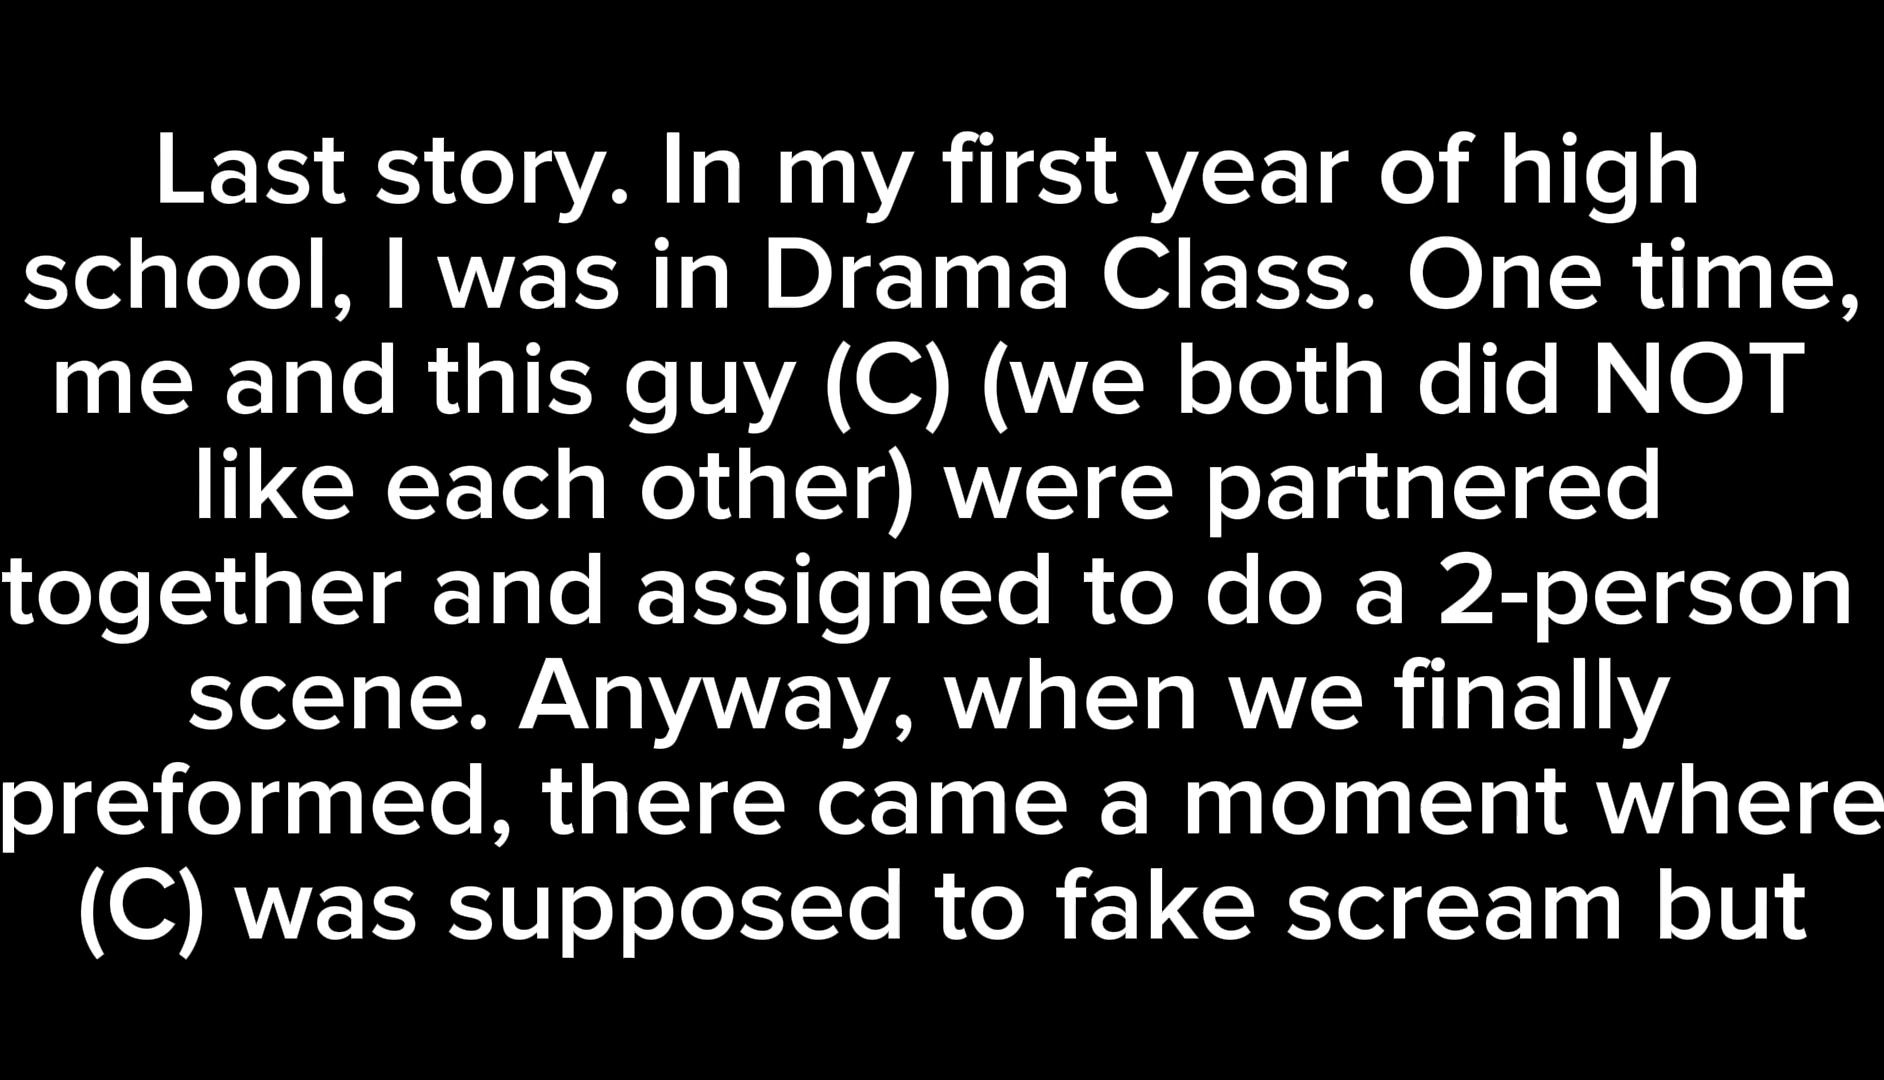 Last story. In my first year of high
school, I was in Drama Class. One time,
me and this guy (C) (we both did NOT
like each other) were partnered
together and assigned to do a 2-person
scene. Anyway, when we finally
preformed, there came a moment where
(C) was supposed to fake scream but